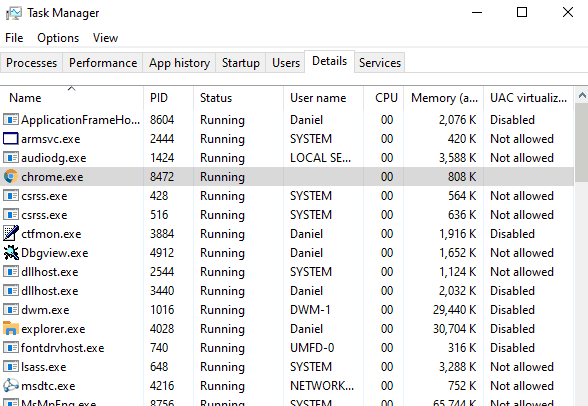 Task Manager
File Options View
Processes Performance App history Startup Users Details Services
Name PID Status User name CPU Memory (a... UAC virtualiz...
ApplicationFrameHo... 8604 Running Daniel 00 2,076 K Disabled
armsvc.exe 2444 Running SYSTEM 00 420 K Not allowed
audiodg.exe 1424 Running LOCAL SE... 00 3,588 K Not allowed
chrome.exe 8472 Running 00 808 K
csrss.exe 428 Running SYSTEM 00 564 K Not allowed
csrss.exe 516 Running SYSTEM 00 636 K Not allowed
ctfmon.exe 3884 Running Daniel 00 1,916 K Disabled
Dbgview.exe 4912 Running Daniel 00 1,652 K Not allowed
dllhost.exe 2544 Running SYSTEM 00 1,124 K Not allowed
dllhost.exe 3440 Running Daniel 00 2,032 K Disabled
dwm.exe 1016 Running DWM-1 00 29,440 K Disabled
explorer.exe 4028 Running Daniel 00 30,704 K Disabled
fontdrvhost.exe 740 Running UMFD-0 00 316 K Disabled
lsass.exe 648 Running SYSTEM 00 3,288 K Not allowed
msdtc.exe 4216 Running NETWORK... 00 752 K Not allowed
MsMpEng.exe 8756 Running SYSTEM 00 65,744 K Not allowed